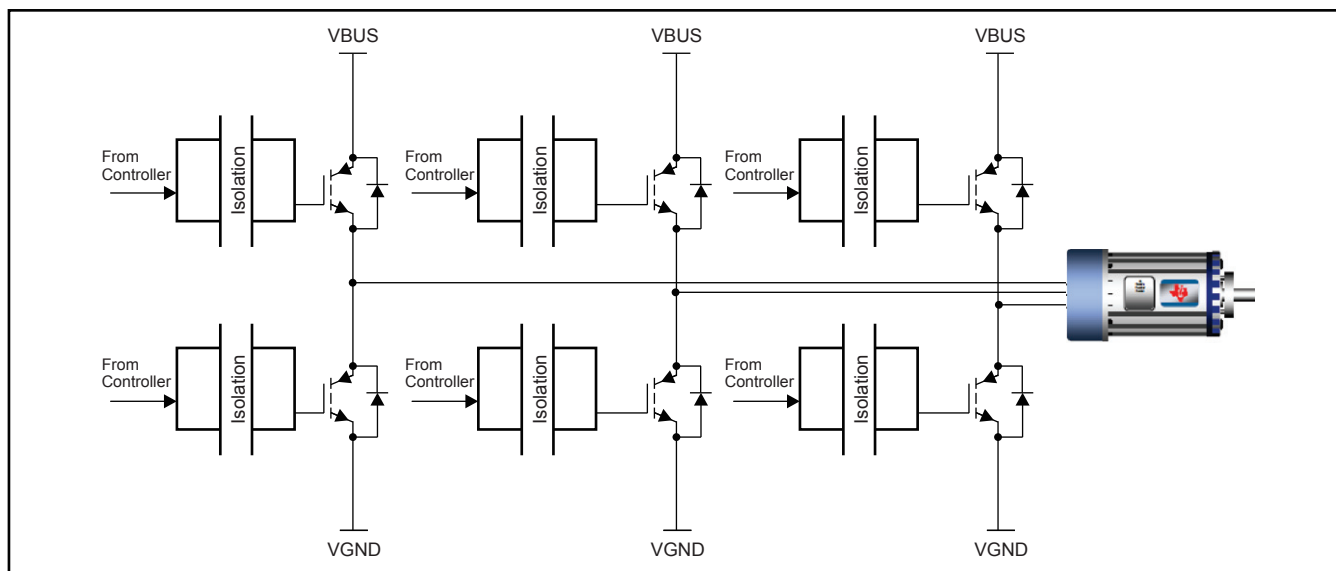 VBUS
VBUS
VBUS
From
Controller
Isolation
From
Controller
Isolation
From
Controller
Isolation
From
Controller
Isolation
From
Controller
Isolation
From
Controller
Isolation
VGND
VGND
VGND